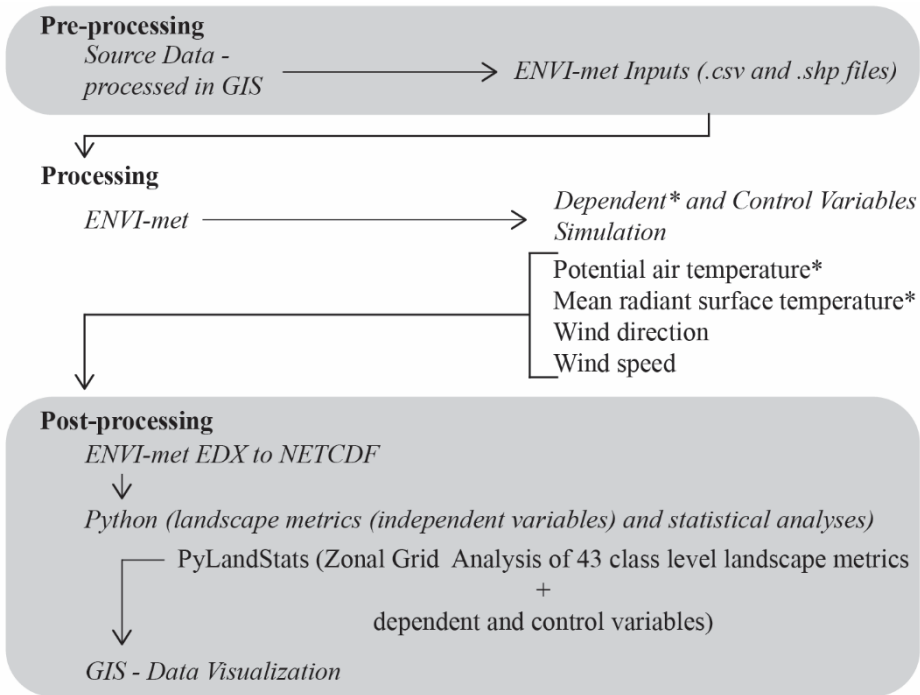 Pre-processing
Source Data -
processed in GIS
ENVI-met Inputs (.csv and .shp files)
Processing
ENVI-met
Dependent* and Control Variables
Simulation
Potential air temperature*
Mean radiant surface temperature*
Wind direction
Wind speed
Post-processing
ENVI-met EDX to NETCDF
Python (landscape metrics (independent variables) and statistical analyses)
PyLandStats (Zonal Grid Analysis of 43 class level landscape metrics
+
dependent and control variables)
GIS - Data Visualization